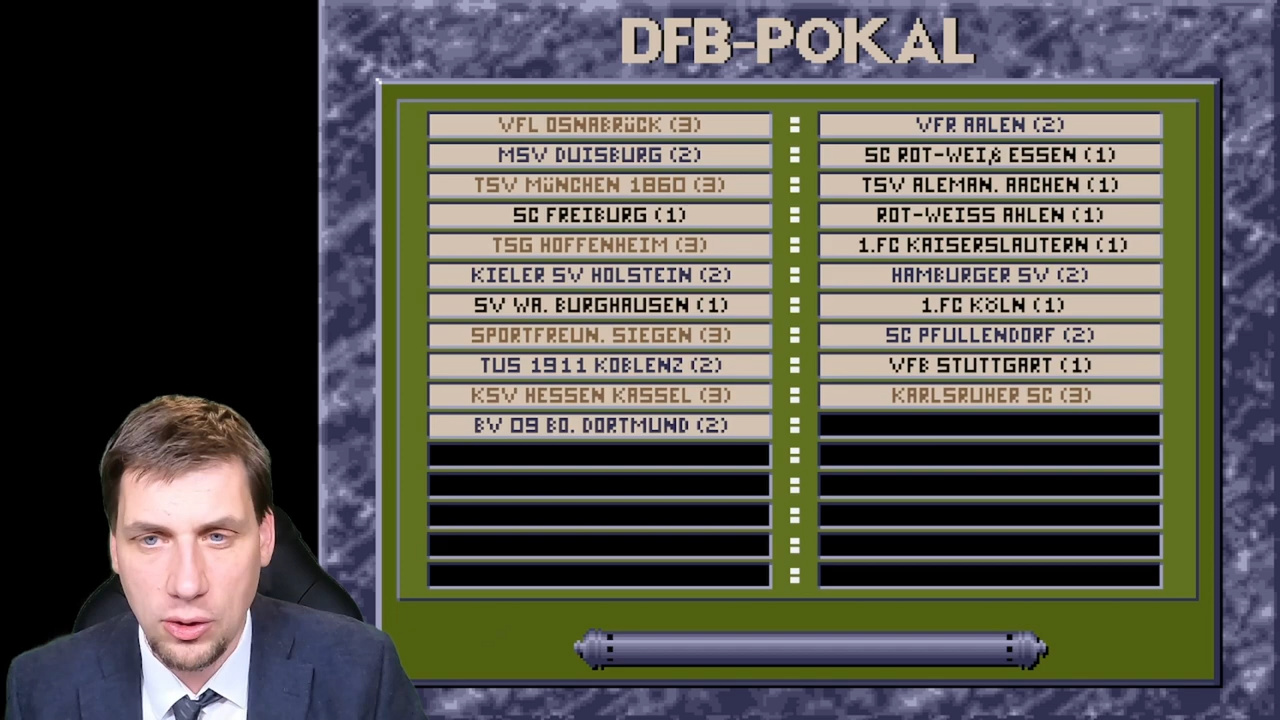 DFB-POKAL
VFL OSNABRÜCK (3) : VFR AALEN (2)
MSV DUISBURG (2) : SC ROT-WEIß ESSEN (1)
TSV MÜNCHEN 1860 (3) : TSV ALEMAN. AACHEN (1)
SC FREIBURG (1) : ROT-WEISS AHLEN (1)
TSG HOFFENHEIM (3) : 1.FC KAISERSLAUTERN (1)
KIELER SV HOLSTEIN (2) : HAMBURGER SV (2)
SV WA. BURGHAUSEN (1) : 1.FC KÖLN (1)
SPORTFREUN. SIEGEN (3) : SC PFULLENDORF (2)
TUS 1911 KOBLENZ (2) : VFB STUTTGART (1)
KSV HESSEN KASSEL (3) : KARLSRUHER SC (3)
BV 09 BO. DORTMUND (2) :
:
:
:
:
: